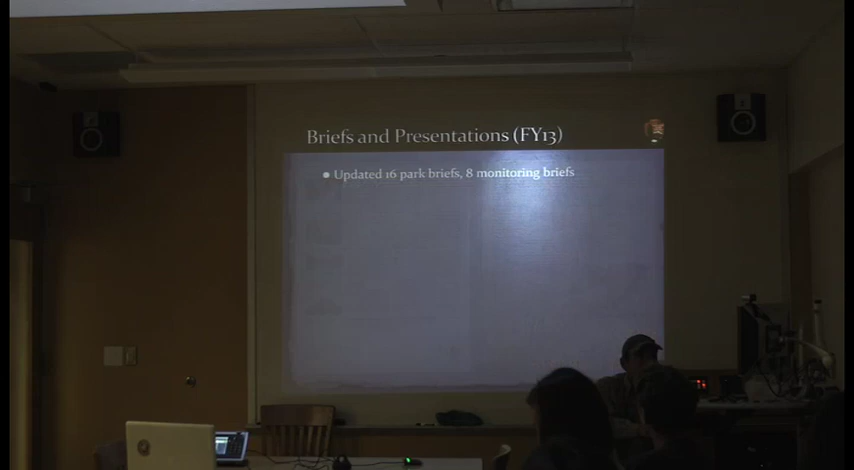 Briefs and Presentations (FY13)
● Updated 16 park briefs, 8 monitoring briefs